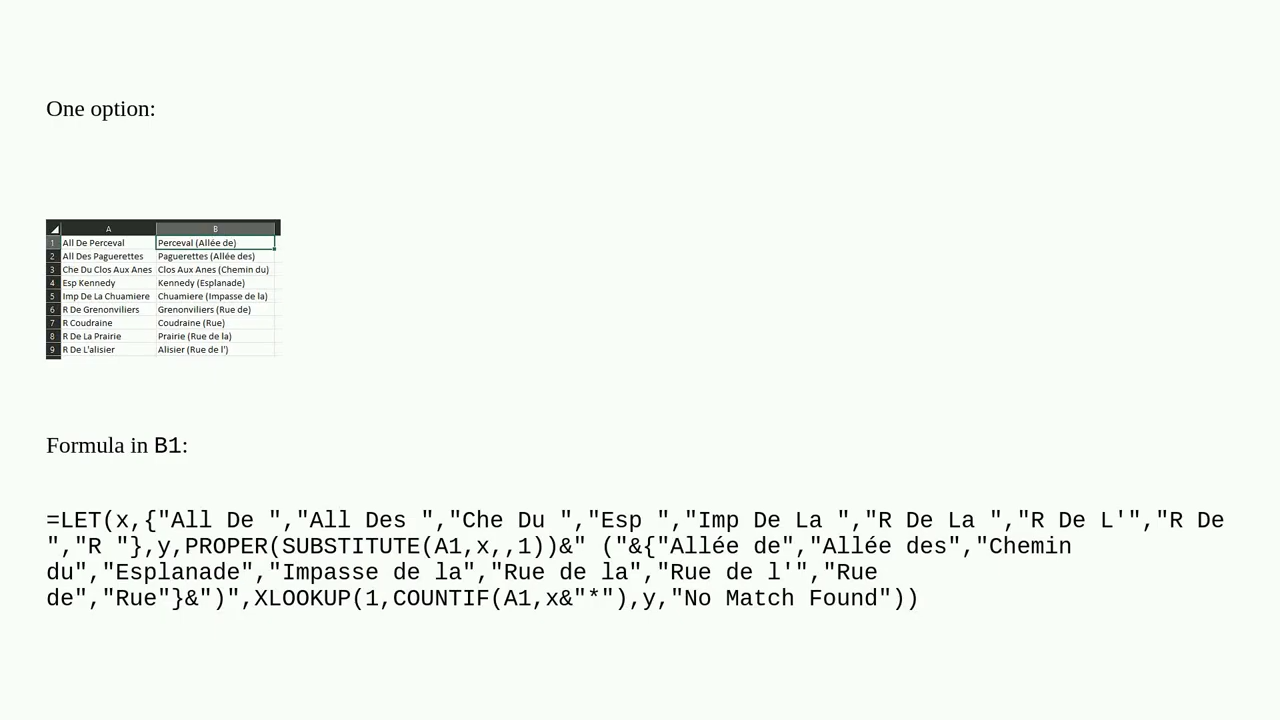 One option:
A B
1 All De Perceval Perceval (Allée de)
2 All Des Paguerettes Paguerettes (Allée des)
3 Che Du Clos Aux Anes Clos Aux Anes (Chemin du)
4 Esp Kennedy Kennedy (Esplanade)
5 Imp De La Chuamiere Chuamiere (Impasse de la)
6 R De Grenonviliers Grenonviliers (Rue de)
7 R Coudraine Coudraine (Rue)
8 R De La Prairie Prairie (Rue de la)
9 R De L'alisier Alisier (Rue de l')
Formula in B1:
=LET(x,{"All De ","All Des ","Che Du ","Esp ","Imp De La ","R De La ","R De L'","R De
","R "},y,PROPER(SUBSTITUTE(A1,x,,1))&" ("&{"Allée de","Allée des","Chemin
du","Esplanade","Impasse de la","Rue de la","Rue de l'","Rue
de","Rue"}&")",XLOOKUP(1,COUNTIF(A1,x&"*"),y,"No Match Found"))